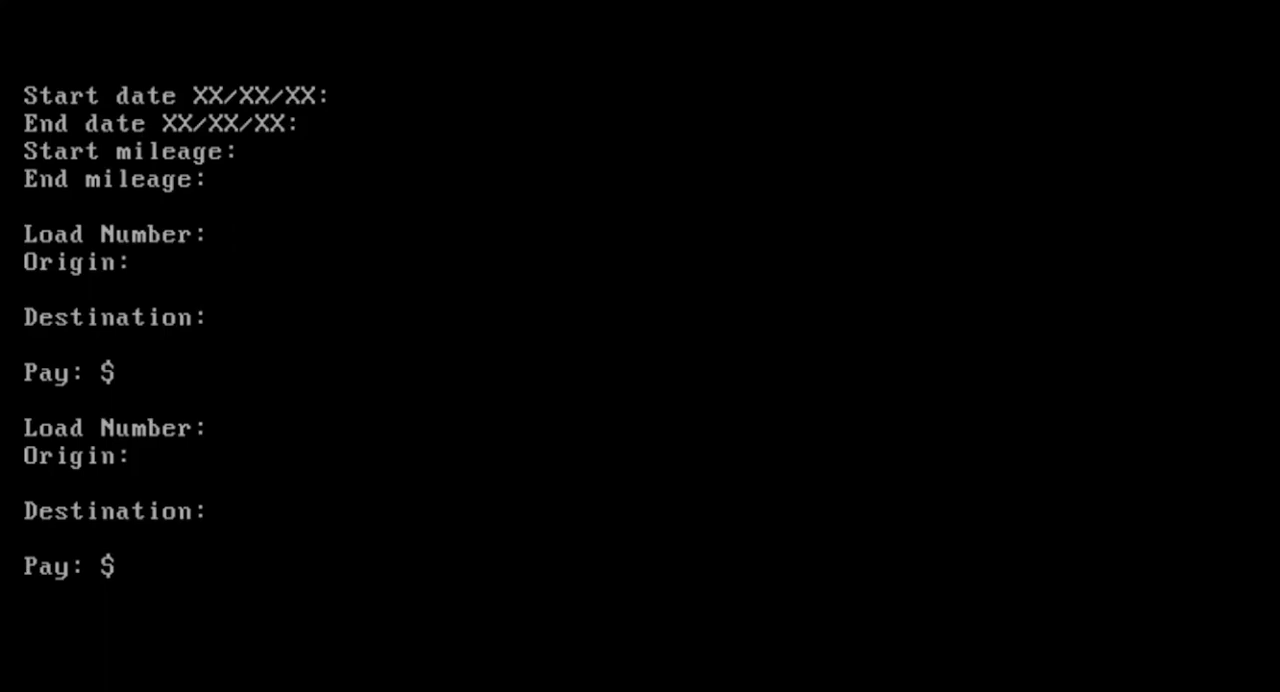 Start date XX/XX/XX:
End date XX/XX/XX:
Start mileage:
End mileage:
Load Number:
Origin:
Destination:
Pay: $
Load Number:
Origin:
Destination:
Pay: $